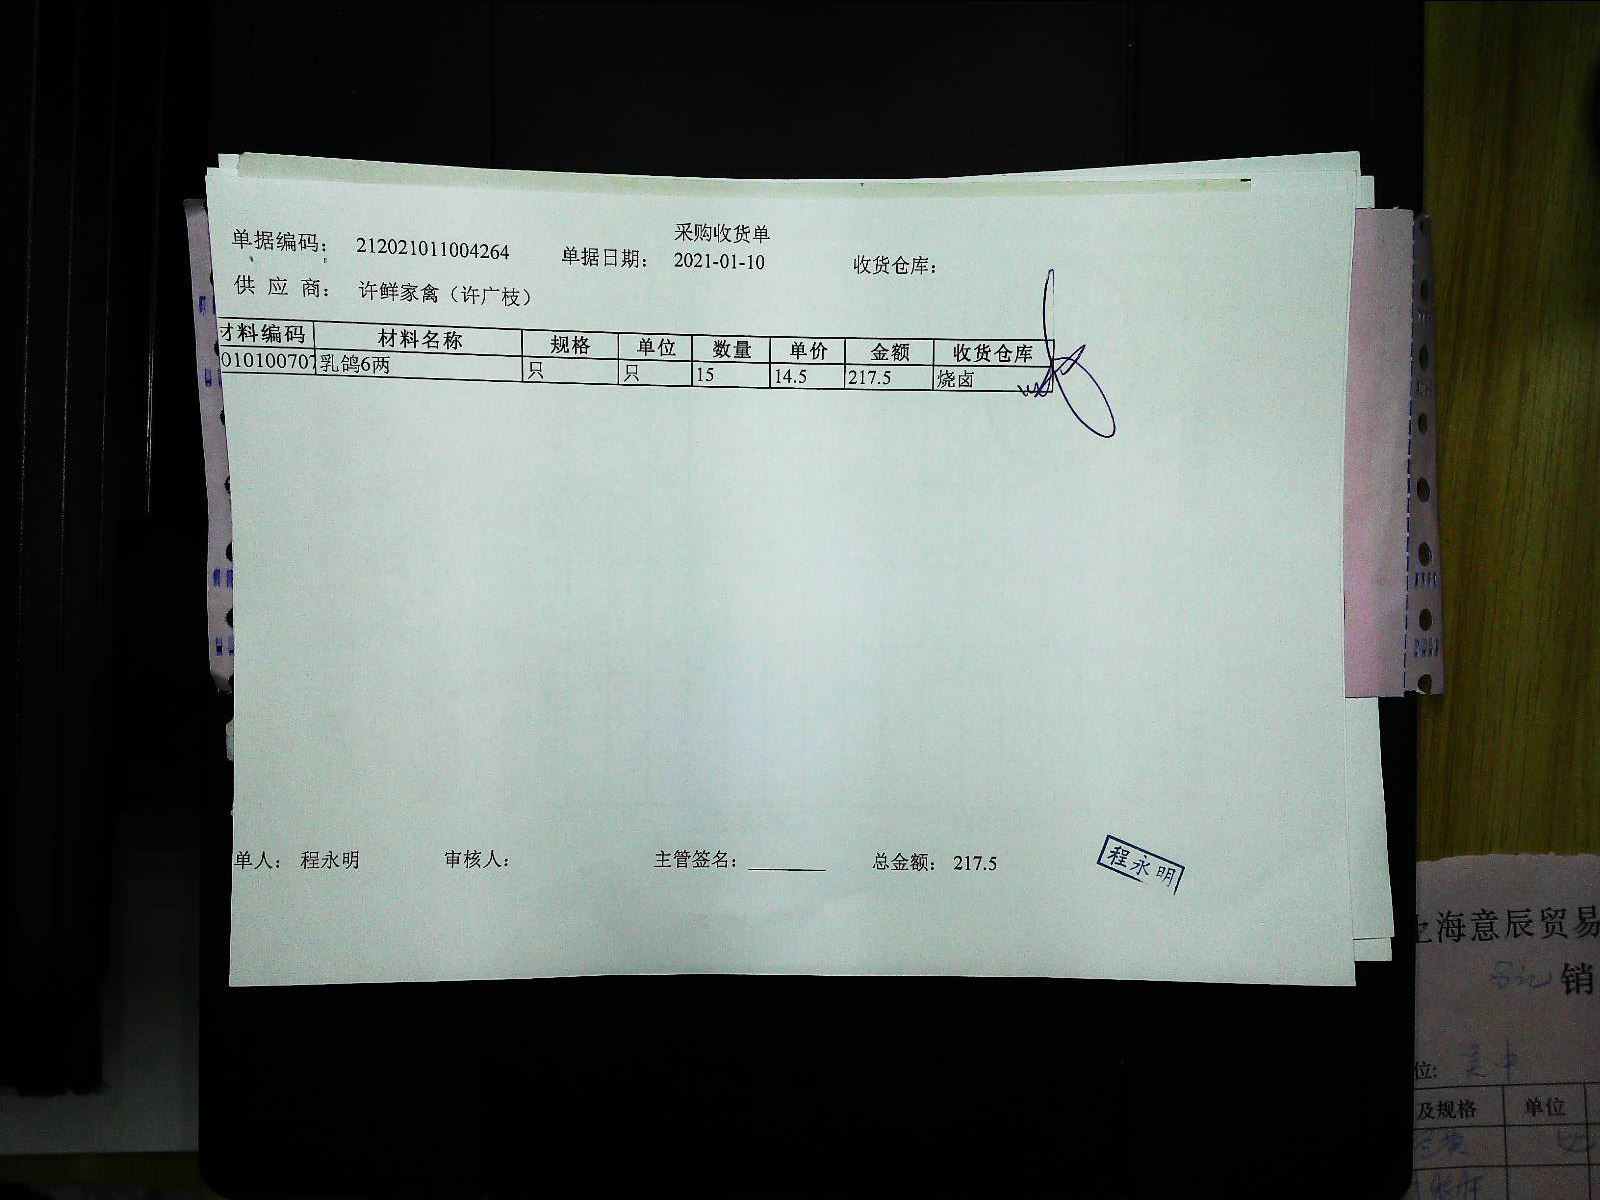 采购收货单
单据编码： 212021011004264 单据日期： 2021-01-10 收货仓库：
供 应 商： 许鲜家禽（许广枝）
材料编码 材料名称 规格 单位 数量 单价 金额 收货仓库
010100707 乳鸽6两 只 只 15 14.5 217.5 烧卤
单人： 程永明 审核人： 主管签名：______ 总金额： 217.5
程永明
上海意辰贸易
销
位:
及规格 单位